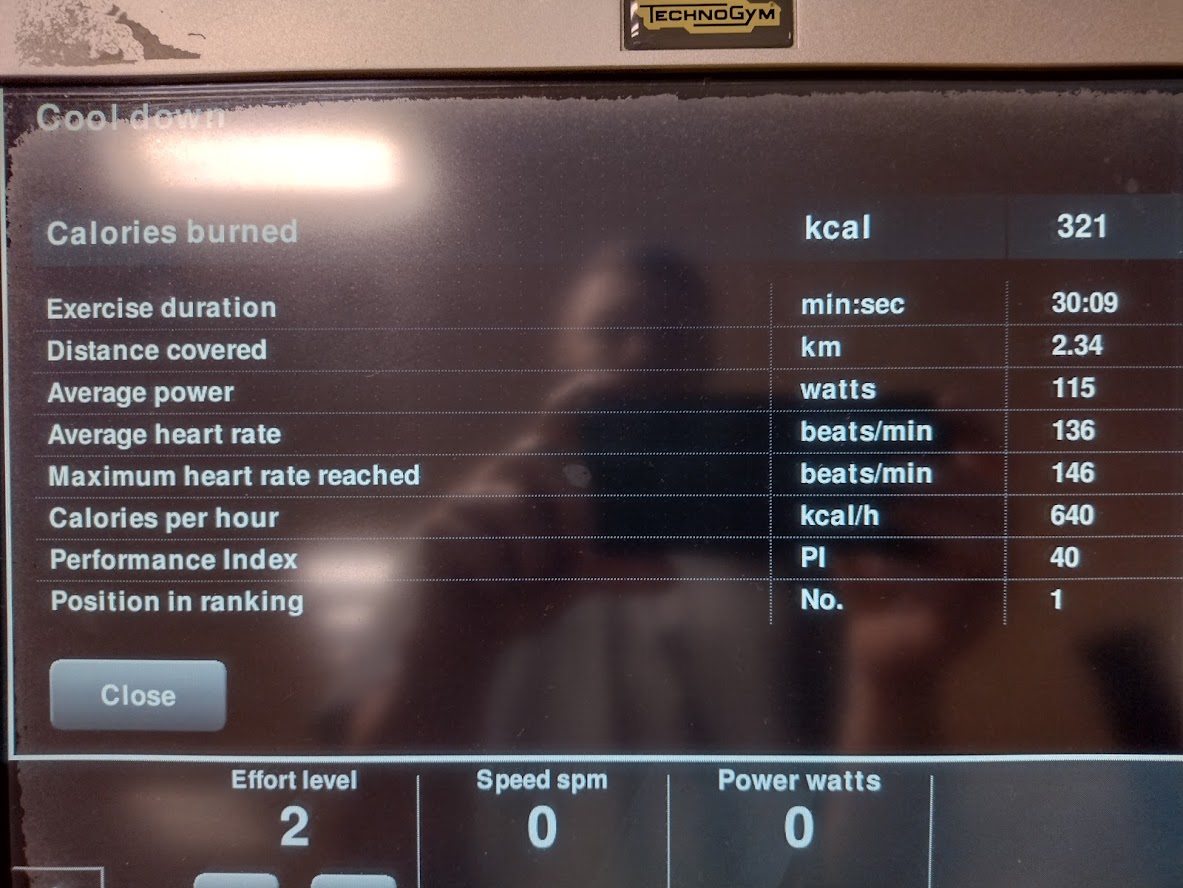 TECHNOGYM
Cool down
Calories burned kcal 321
Exercise duration min:sec 30:09
Distance covered km 2.34
Average power watts 115
Average heart rate beats/min 136
Maximum heart rate reached beats/min 146
Calories per hour kcal/h 640
Performance Index PI 40
Position in ranking No. 1
Close
Effort level Speed spm Power watts
2 0 0